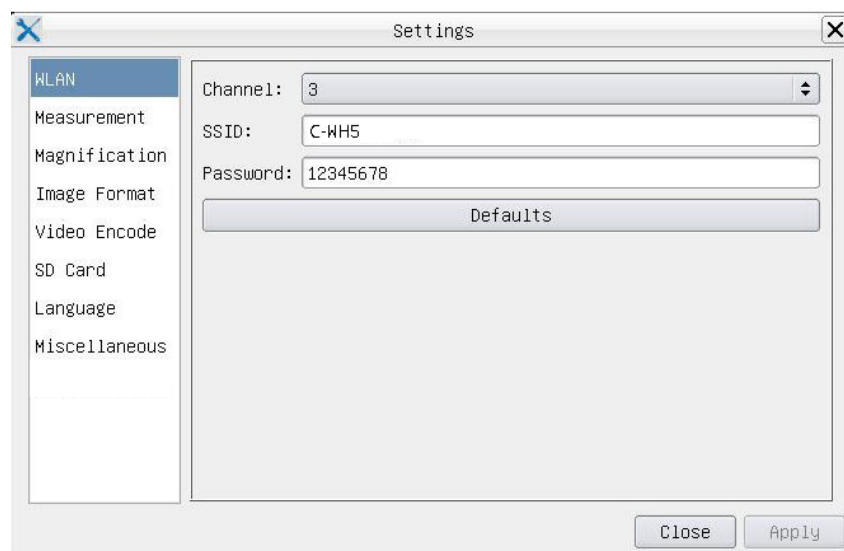 Settings
WLAN
Measurement
Magnification
Image Format
Video Encode
SD Card
Language
Miscellaneous
Channel: 3
SSID: C-WH5
Password: 12345678
Defaults
Close Apply